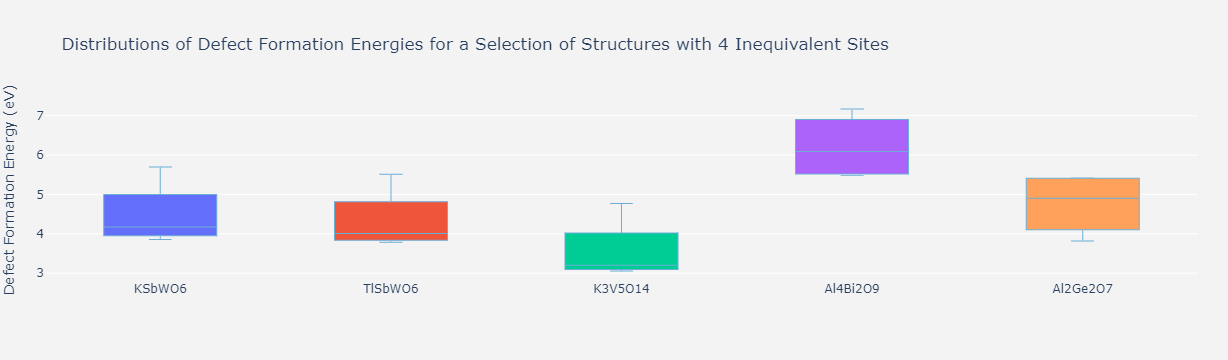 Distributions of Defect Formation Energies for a Selection of Structures with 4 Inequivalent Sites
Defect Formation Energy (eV)
7
6
5
4
3
KSbWO6
TlSbWO6
K3V5O14
Al4Bi2O9
Al2Ge2O7